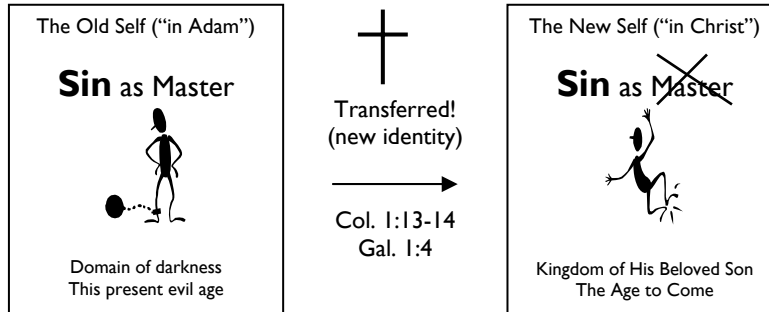 The Old Self (“in Adam”)
Sin as Master
Domain of darkness
This present evil age
Transferred!
(new identity)
Col. 1:13-14
Gal. 1:4
The New Self (“in Christ”)
Sin as Master
Kingdom of His Beloved Son
The Age to Come